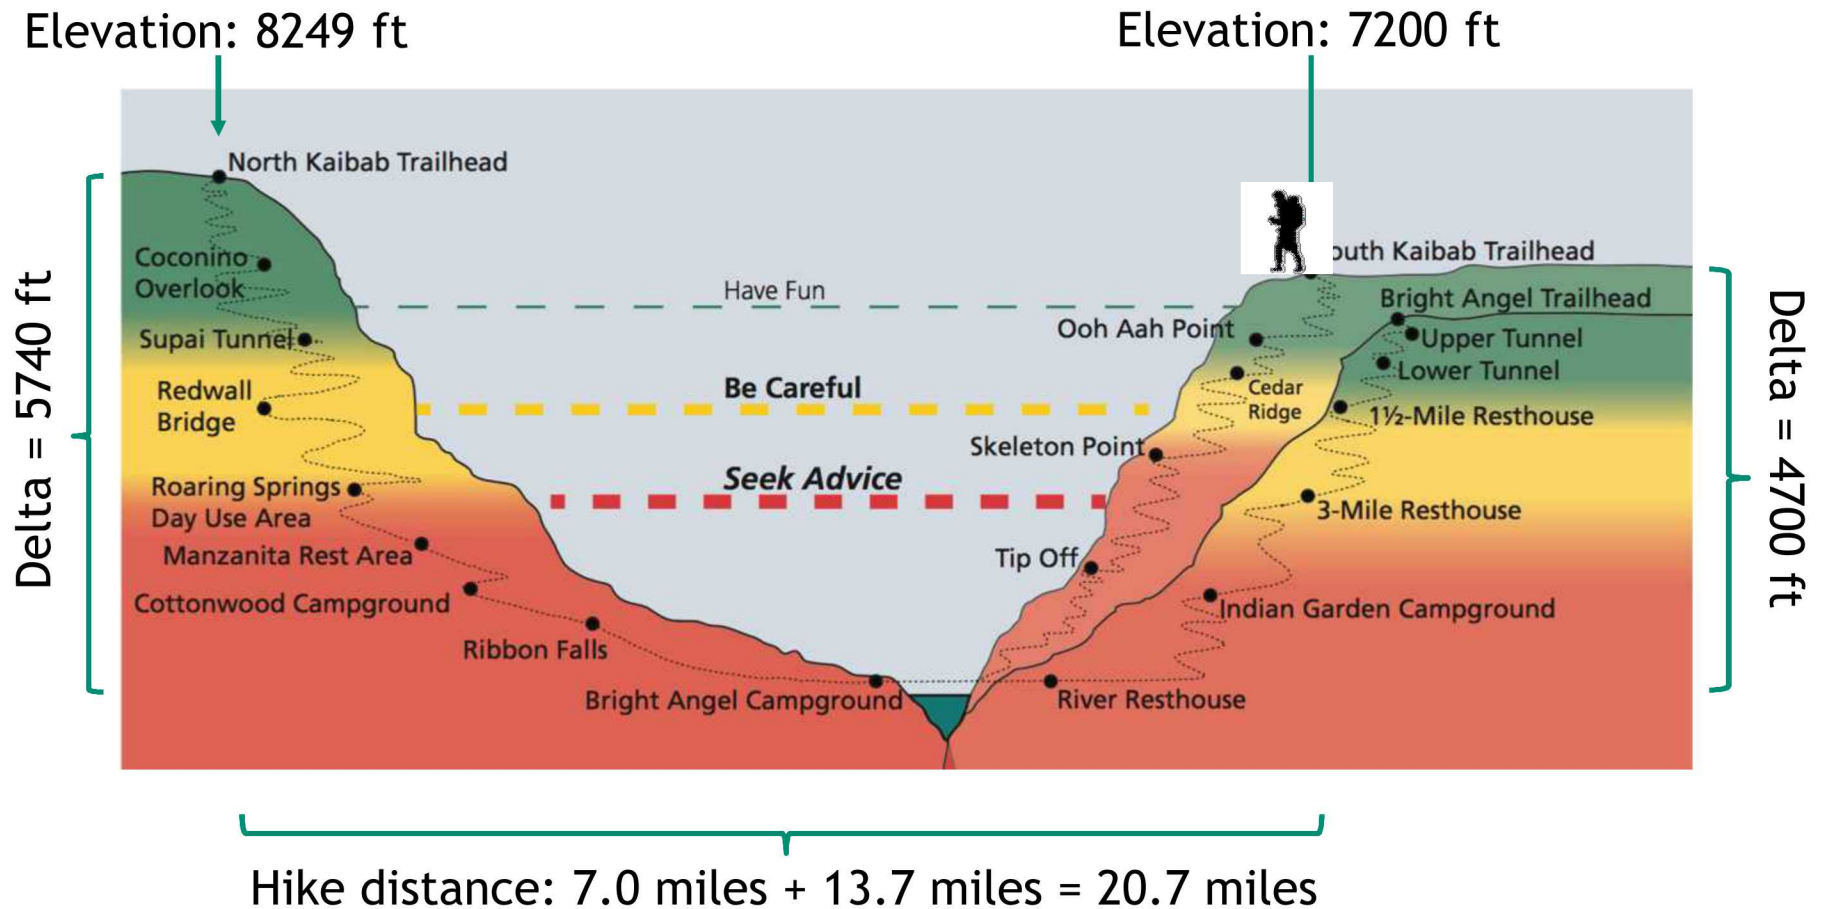 Elevation: 8249 ft
Elevation: 7200 ft
North Kaibab Trailhead
outh Kaibab Trailhead
Coconino
Overlook
Have Fun
Bright Angel Trailhead
Ooh Aah Point
Supai Tunnel
Upper Tunnel
Lower Tunnel
Redwall
Bridge
Be Careful
Cedar
Ridge
1½-Mile Resthouse
Skeleton Point
Seek Advice
Roaring Springs
Day Use Area
3-Mile Resthouse
Manzanita Rest Area
Tip Off
Cottonwood Campground
Indian Garden Campground
Ribbon Falls
Bright Angel Campground
River Resthouse
Delta = 5740 ft
Delta = 4700 ft
Hike distance: 7.0 miles + 13.7 miles = 20.7 miles